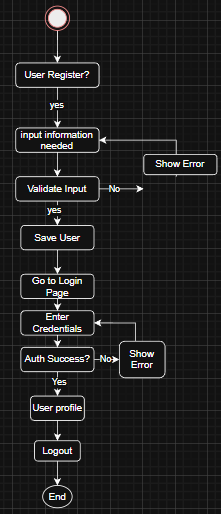 User Register?
yes
input information
needed
Show Error
Validate Input
No
yes
Save User
Go to Login
Page
Enter
Credentials
Auth Success?
No
Show
Error
Yes
User profile
Logout
End